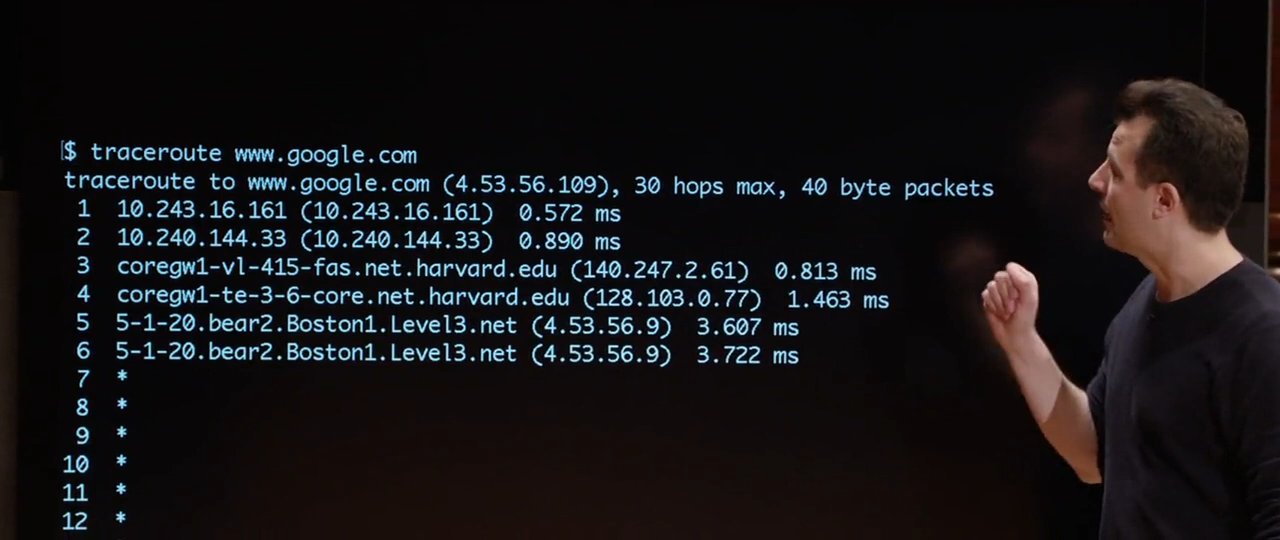 $ traceroute www.google.com
traceroute to www.google.com (4.53.56.109), 30 hops max, 40 byte packets
1 10.243.16.161 (10.243.16.161) 0.572 ms
2 10.240.144.33 (10.240.144.33) 0.890 ms
3 coregw1-vl-415-fas.net.harvard.edu (140.247.2.61) 0.813 ms
4 coregw1-te-3-6-core.net.harvard.edu (128.103.0.77) 1.463 ms
5 5-1-20.bear2.Boston1.Level3.net (4.53.56.9) 3.607 ms
6 5-1-20.bear2.Boston1.Level3.net (4.53.56.9) 3.722 ms
7 *
8 *
9 *
10 *
11 *
12 *